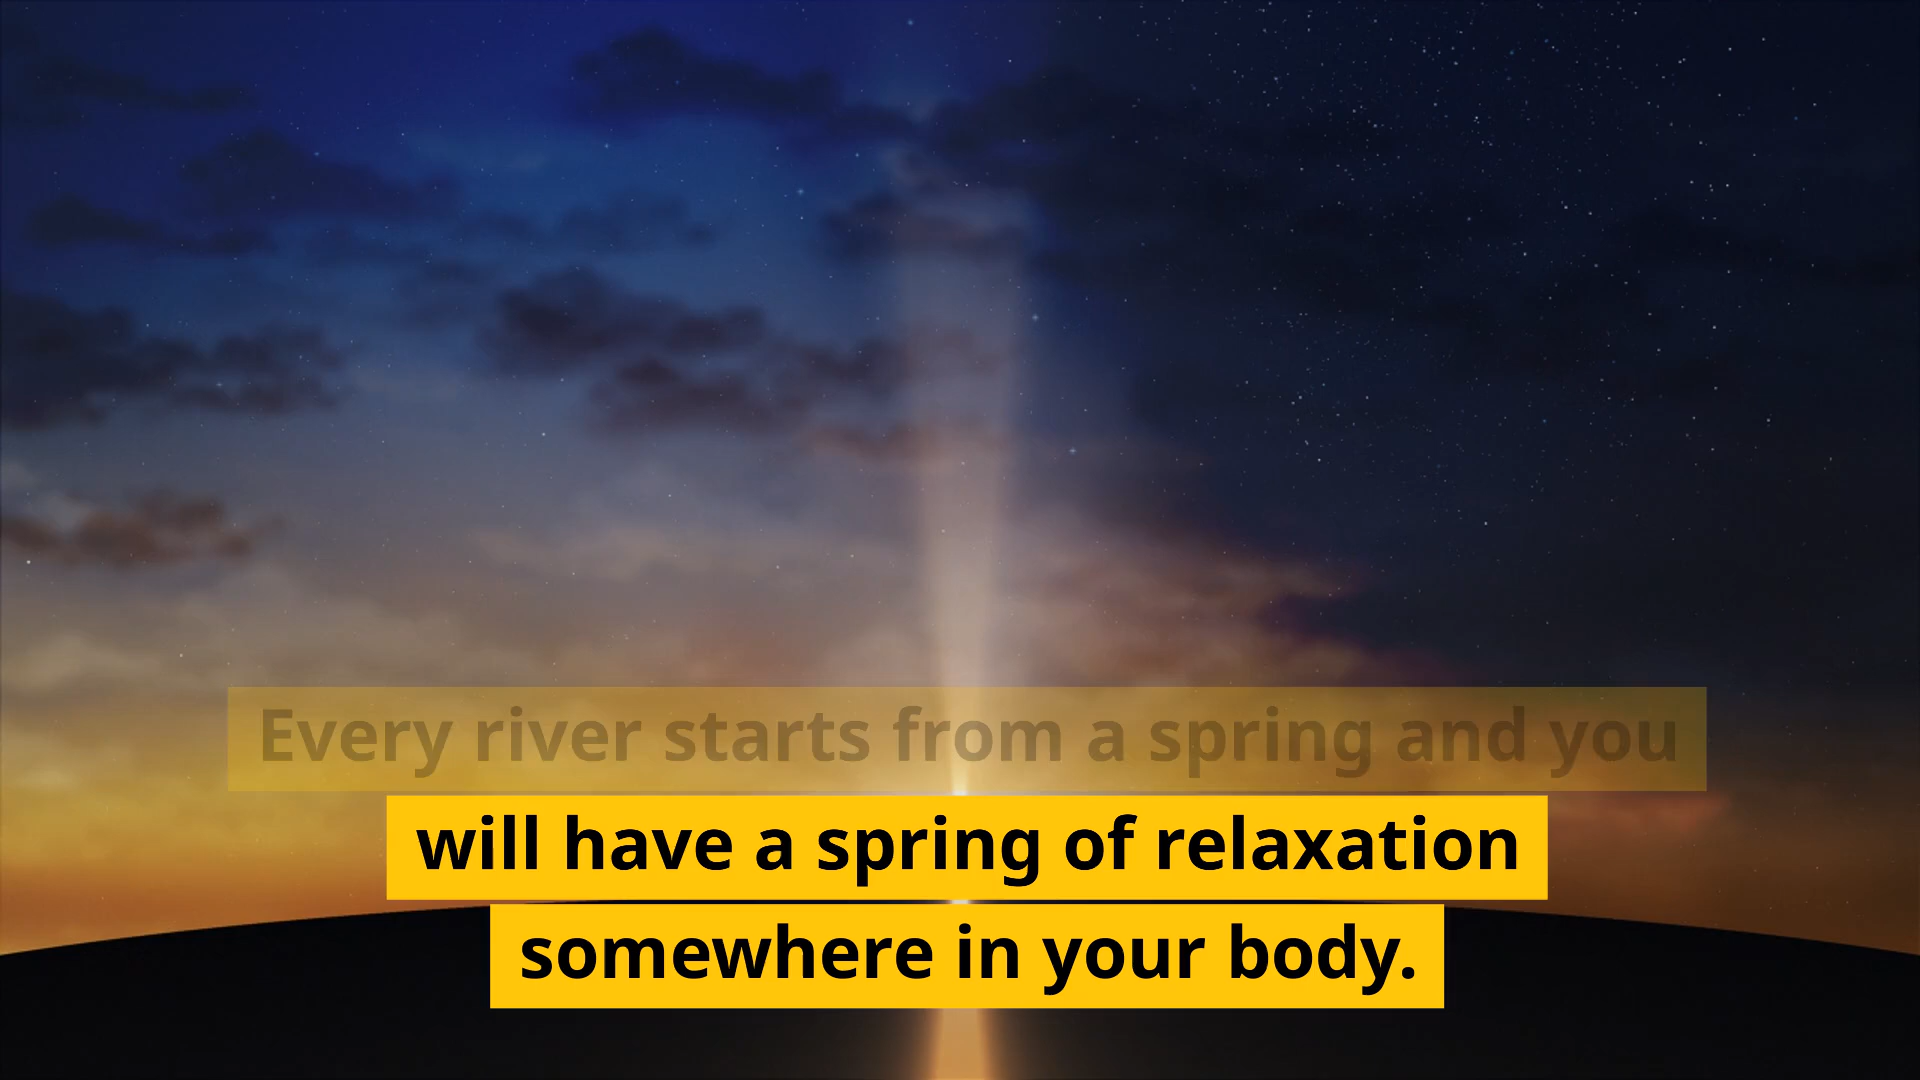 Every river starts from a spring and you
will have a spring of relaxation
somewhere in your body.